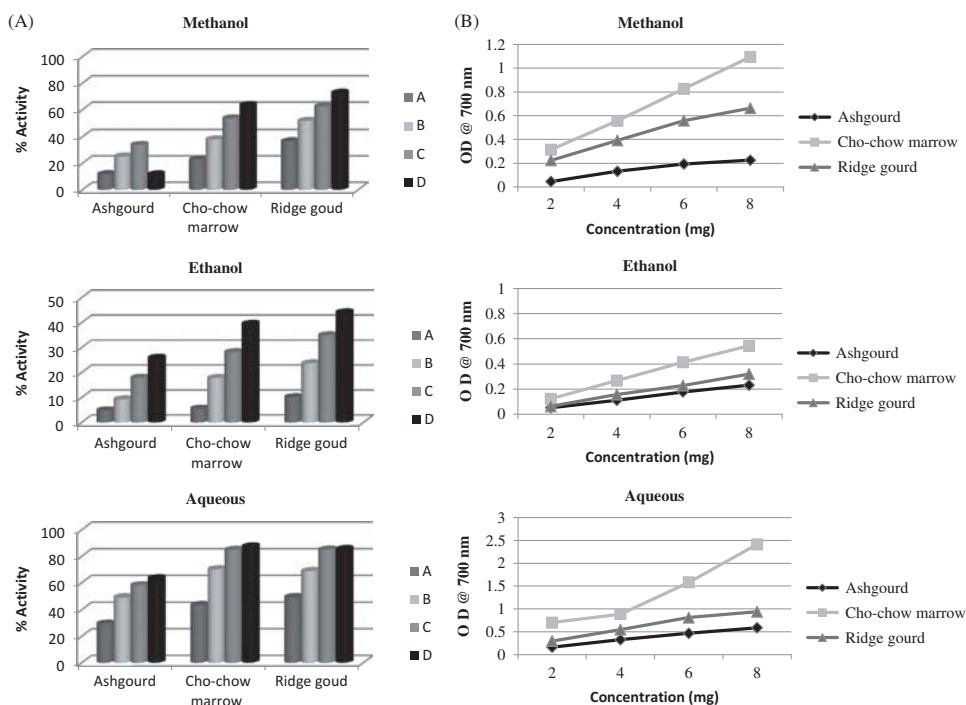 (A)
Methanol
100
80
60
40
20
0
% Activity
Ashgourd
Cho-chow
marrow
Ridge goud
A
B
C
D
Ethanol
50
40
30
20
10
0
% Activity
Ashgourd
Cho-chow
marrow
Ridge goud
A
B
C
D
Aqueous
100
80
60
40
20
0
% Activity
Ashgourd
Cho-chow
marrow
Ridge goud
A
B
C
D
(B)
Methanol
1.2
1
0.8
0.6
0.4
0.2
0
OD @ 700 nm
2 4 6 8
Concentration (mg)
Ashgourd
Cho-chow marrow
Ridge gourd
Ethanol
1
0.8
0.6
0.4
0.2
0
O D @ 700 nm
2 4 6 8
Concentration (mg)
Ashgourd
Cho-chow marrow
Ridge gourd
Aqueous
3
2.5
2
1.5
1
0.5
0
O D @ 700 nm
2 4 6 8
Concentration (mg)
Ashgourd
Cho-chow marrow
Ridge gourd